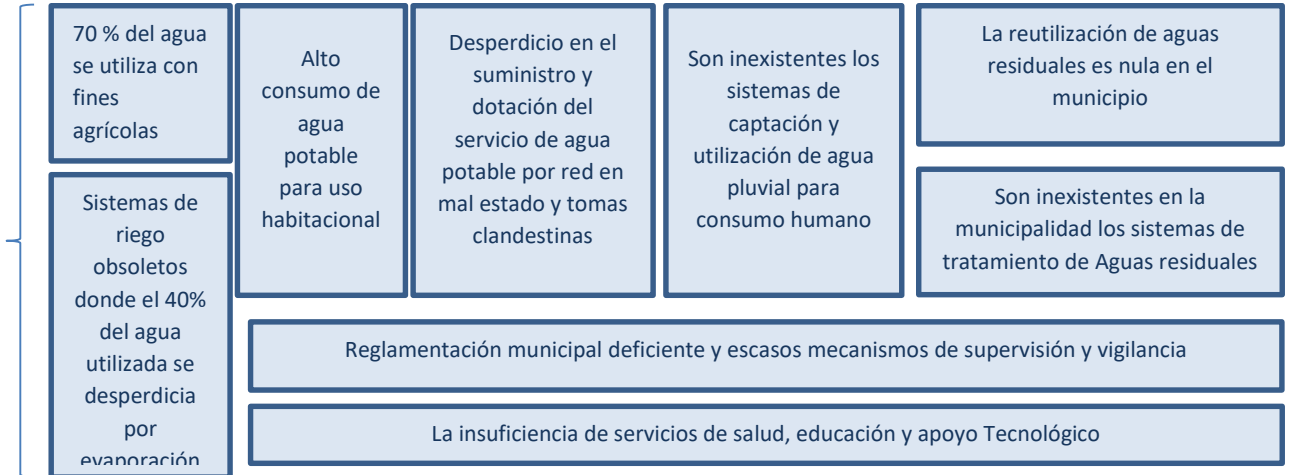 70 % del agua
se utiliza con
fines
agrícolas
Sistemas de
riego
obsoletos
donde el 40%
del agua
utilizada se
desperdicia
por
evaporación
Alto
consumo de
agua
potable
para uso
habitacional
Desperdicio en el
suministro y
dotación del
servicio de agua
potable por red en
mal estado y tomas
clandestinas
Son inexistentes los
sistemas de
captación y
utilización de agua
pluvial para
consumo humano
La reutilización de aguas
residuales es nula en el
municipio
Son inexistentes en la
municipalidad los sistemas de
tratamiento de Aguas residuales
Reglamentación municipal deficiente y escasos mecanismos de supervisión y vigilancia
La insuficiencia de servicios de salud, educación y apoyo Tecnológico